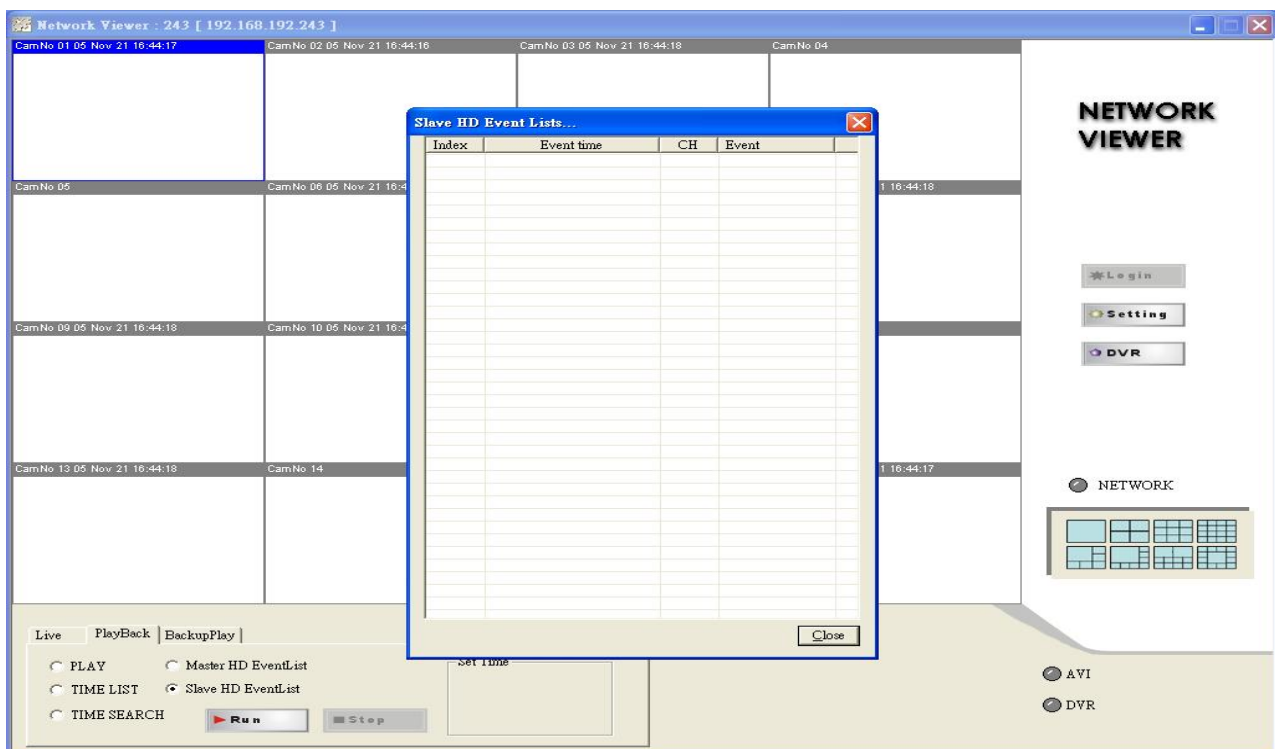 Network Viewer : 243 [ 192.168.192.243 ]
CamNo 01 05 Nov 21 16:44:17
CamNo 02 05 Nov 21 16:44:16
CamNo 03 05 Nov 21 16:44:18
CamNo 04
NETWORK
VIEWER
Slave HD Event Lists...
Index Event time CH Event
CamNo 05
CamNo 06 05 Nov 21 16:4
1 16:44:18
Login
Setting
DVR
CamNo 09 05 Nov 21 16:44:18
CamNo 10 05 Nov 21 16:4
CamNo 13 05 Nov 21 16:44:18
CamNo 14
1 16:44:17
NETWORK
Close
Live PlayBack BackupPlay
PLAY
Master HD EventList
TIME LIST
Slave HD EventList
TIME SEARCH
Run
Stop
Set Time
AVI
DVR